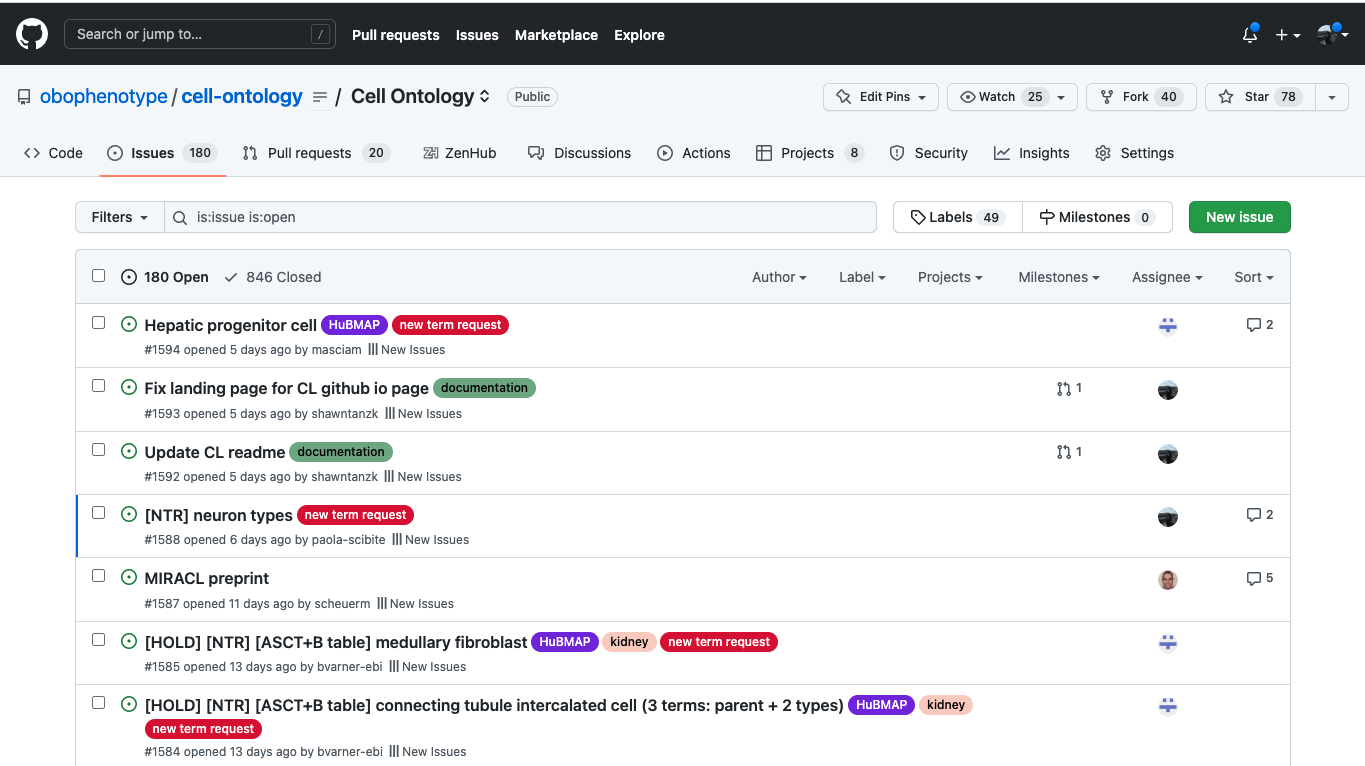 Search or jump to... /
Pull requests Issues Marketplace Explore
obophenotype / cell-ontology / Cell Ontology Public
Edit Pins Watch 25 Fork 40 Star 78
Code Issues 180 Pull requests 20 ZenHub Discussions Actions Projects 8 Security Insights Settings
Filters is:issue is:open Labels 49 Milestones 0 New issue
180 Open 846 Closed Author Label Projects Milestones Assignee Sort
Hepatic progenitor cell HuBMAP new term request 2
#1594 opened 5 days ago by masciam New Issues
Fix landing page for CL github io page documentation 1
#1593 opened 5 days ago by shawntanzk New Issues
Update CL readme documentation 1
#1592 opened 5 days ago by shawntanzk New Issues
[NTR] neuron types new term request 2
#1588 opened 6 days ago by paola-scibite New Issues
MIRACL preprint 5
#1587 opened 11 days ago by scheuerm New Issues
[HOLD] [NTR] [ASCT+B table] medullary fibroblast HuBMAP kidney new term request
#1585 opened 13 days ago by bvarner-ebi New Issues
[HOLD] [NTR] [ASCT+B table] connecting tubule intercalated cell (3 terms: parent + 2 types) HuBMAP kidney
new term request
#1584 opened 13 days ago by bvarner-ebi New Issues